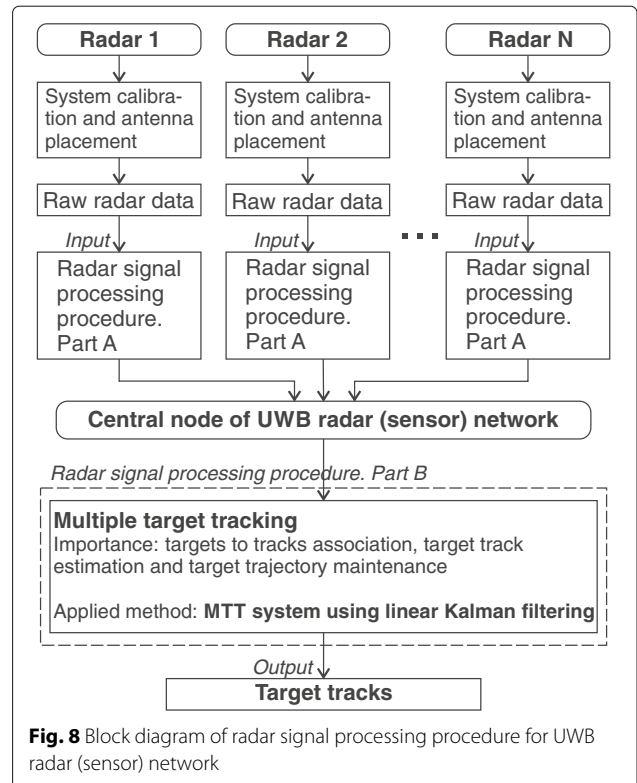 Radar 1
Radar 2
Radar N
System calibra-
tion and antenna
placement
System calibra-
tion and antenna
placement
System calibra-
tion and antenna
placement
Raw radar data
Raw radar data
Raw radar data
Input
Input
Input
Radar signal
processing
procedure.
Part A
Radar signal
processing
procedure.
Part A
Radar signal
processing
procedure.
Part A
Central node of UWB radar (sensor) network
Radar signal processing procedure. Part B
Multiple target tracking
Importance: targets to tracks association, target track
estimation and target trajectory maintenance
Applied method: MTT system using linear Kalman filtering
Output
Target tracks
Fig. 8 Block diagram of radar signal processing procedure for UWB
radar (sensor) network